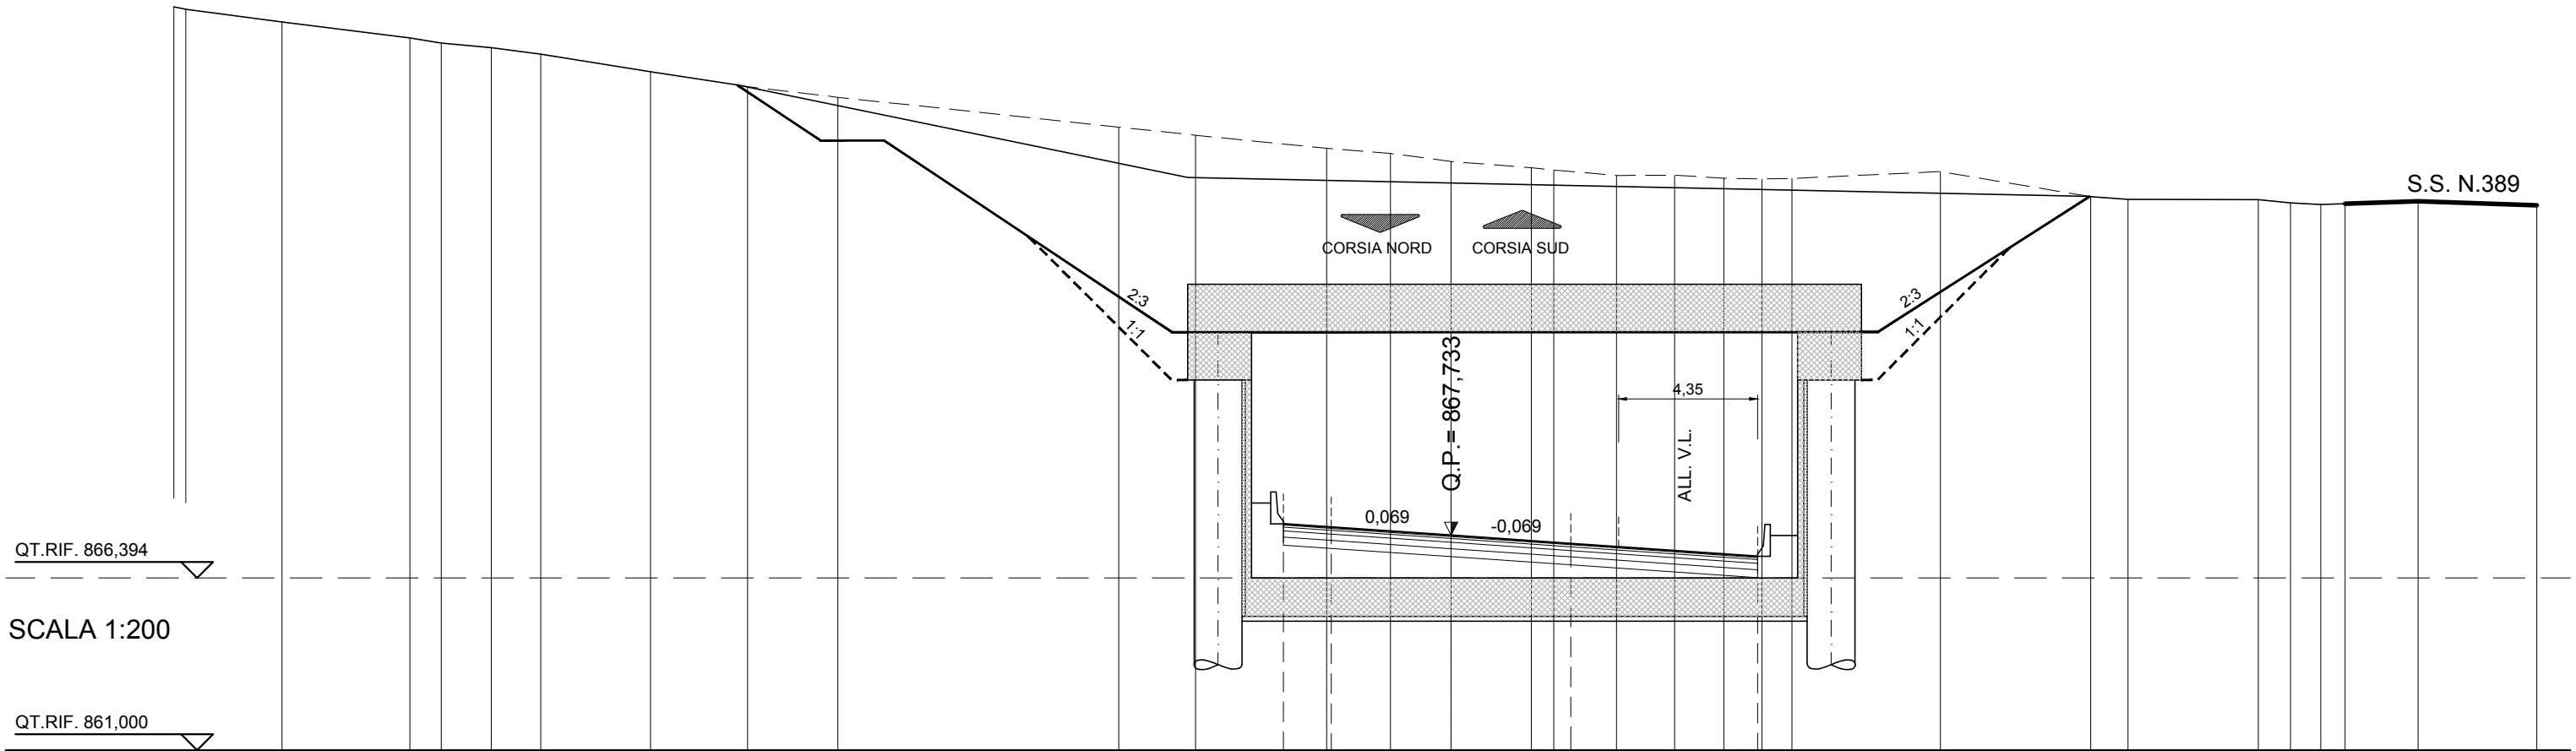 S.S. N.389
CORSIA NORD
CORSIA SUD
2:3
1:1
2:3
1:1
Q.P. = 867,733
4,35
ALL. V.L.
0,069
-0,069
QT.RIF. 866,394
SCALA 1:200
QT.RIF. 861,000